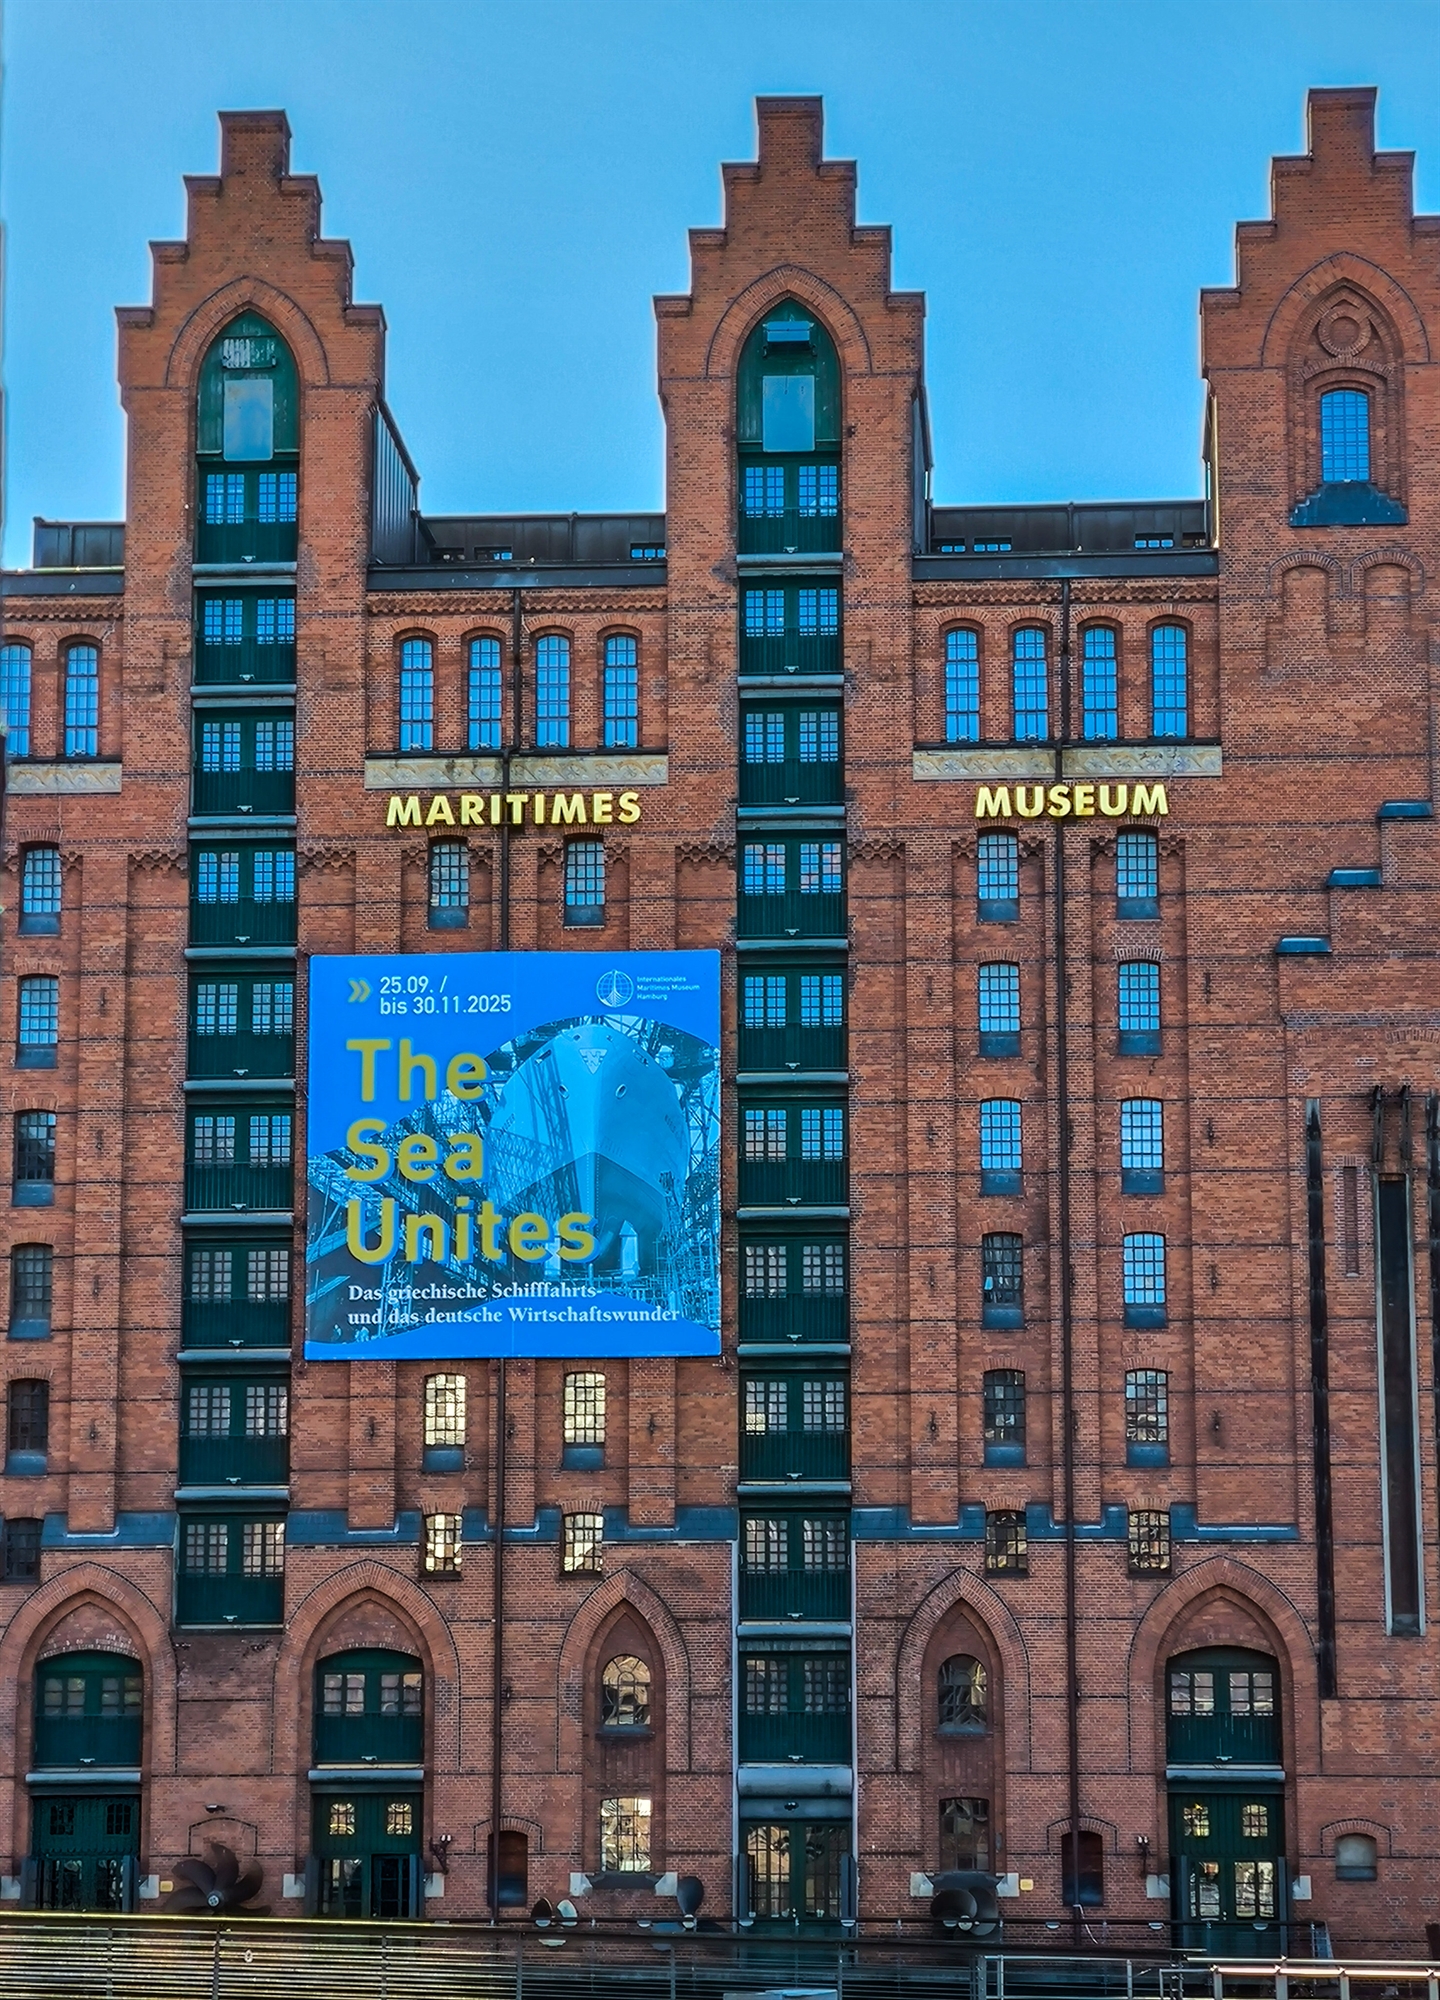 MARITIMES
MUSEUM
25.09. /
bis 30.11.2025
Internationales
Maritimes Museum
Hamburg
The
Sea
Unites
Das griechische Schifffahrts-
und das deutsche Wirtschaftswunder